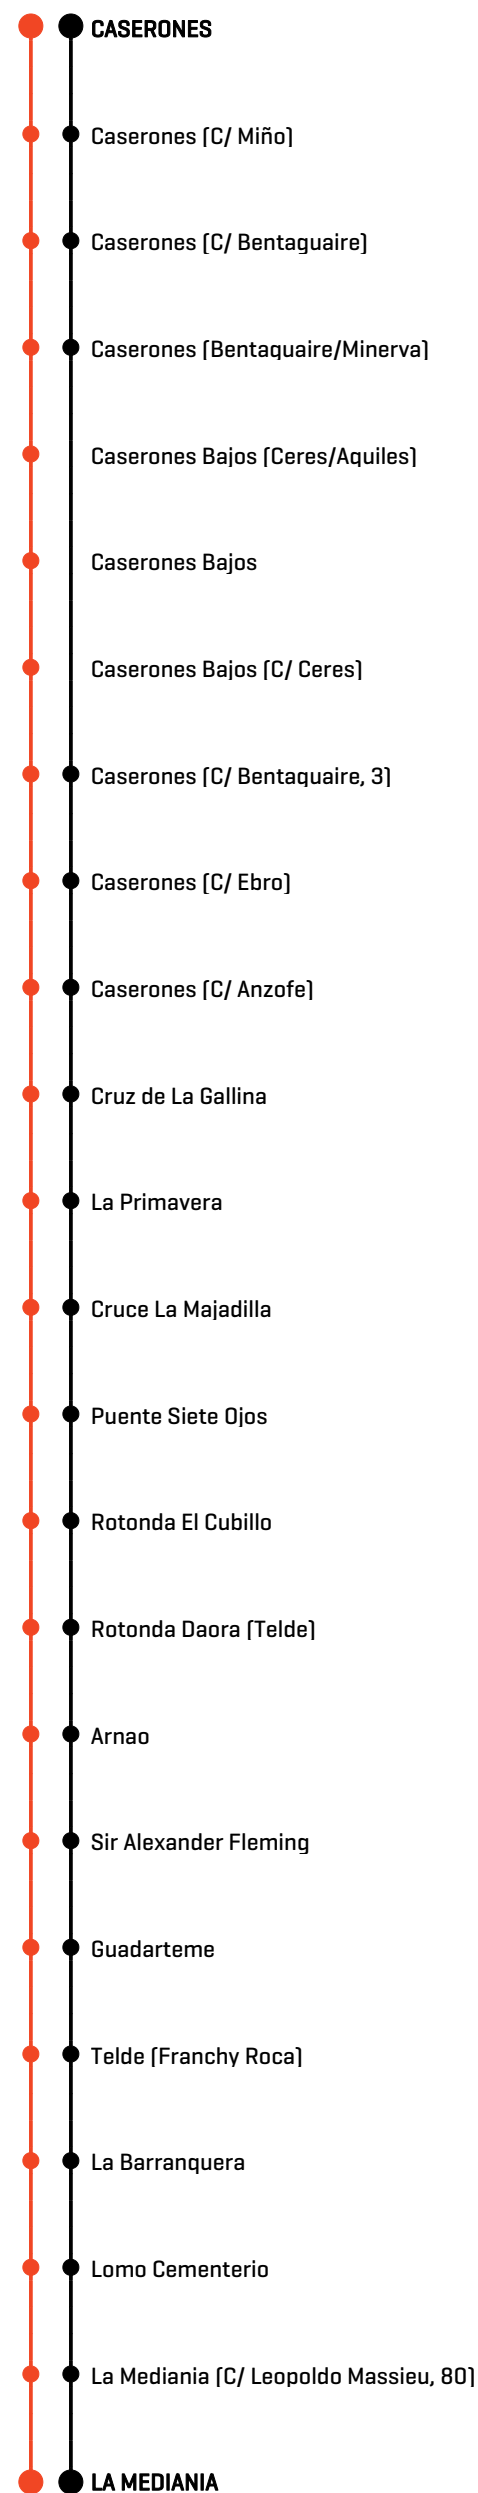 CASERONES
Caserones (C/ Miño)
Caserones (C/ Bentaguaire)
Caserones (Bentaquaire/Minerva)
Caserones Bajos (Ceres/Aquiles)
Caserones Bajos
Caserones Bajos (C/ Ceres)
Caserones (C/ Bentaquaire, 3)
Caserones (C/ Ebro)
Caserones (C/ Anzofe)
Cruz de La Gallina
La Primavera
Cruce La Majadilla
Puente Siete Ojos
Rotonda El Cubillo
Rotonda Daora (Telde)
Arnao
Sir Alexander Fleming
Guadarteme
Telde (Franchy Roca)
La Barranquera
Lomo Cementerio
La Mediania (C/ Leopoldo Massieu, 80)
LA MEDIANIA